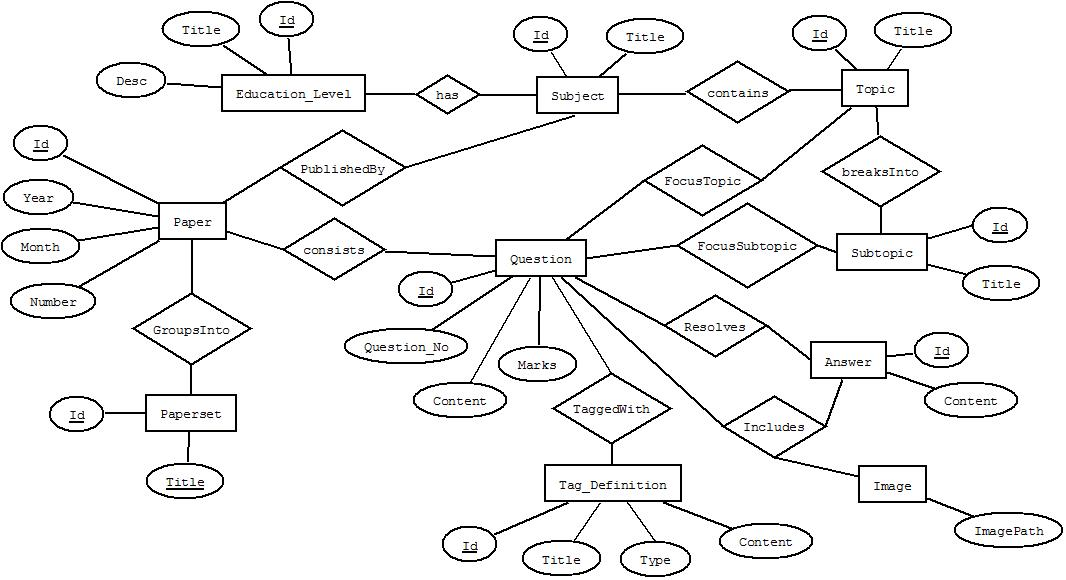 Title
Id
Desc
Education_Level
has
Id
Title
Subject
contains
Id
Title
Topic
Id
Year
Month
Number
Paper
PublishedBy
FocusTopic
breaksInto
consists
Question
FocusSubtopic
Subtopic
Id
Title
GroupsInto
Id
Question_No
Content
Marks
Resolves
Answer
Id
Content
Id
Paperset
Title
TaggedWith
Includes
Tag_Definition
Image
ImagePath
Id
Title
Type
Content